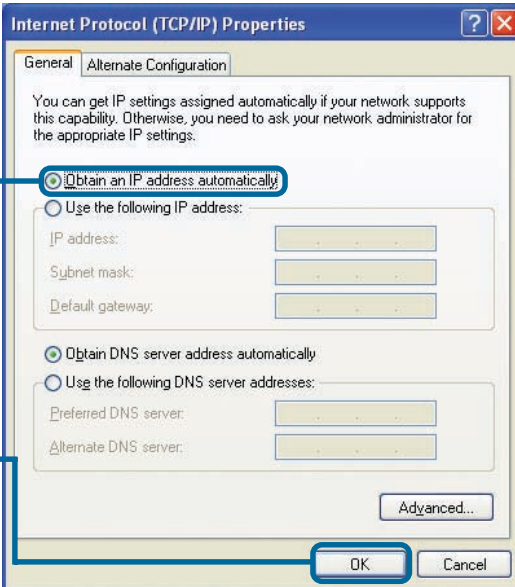 Internet Protocol (TCP/IP) Properties
General
Alternate Configuration
You can get IP settings assigned automatically if your network supports
this capability. Otherwise, you need to ask your network administrator for
the appropriate IP settings.
Obtain an IP address automatically
Use the following IP address:
IP address:
Subnet mask:
Default gateway:
Obtain DNS server address automatically
Use the following DNS server addresses:
Preferred DNS server:
Alternate DNS server:
Advanced...
OK
Cancel